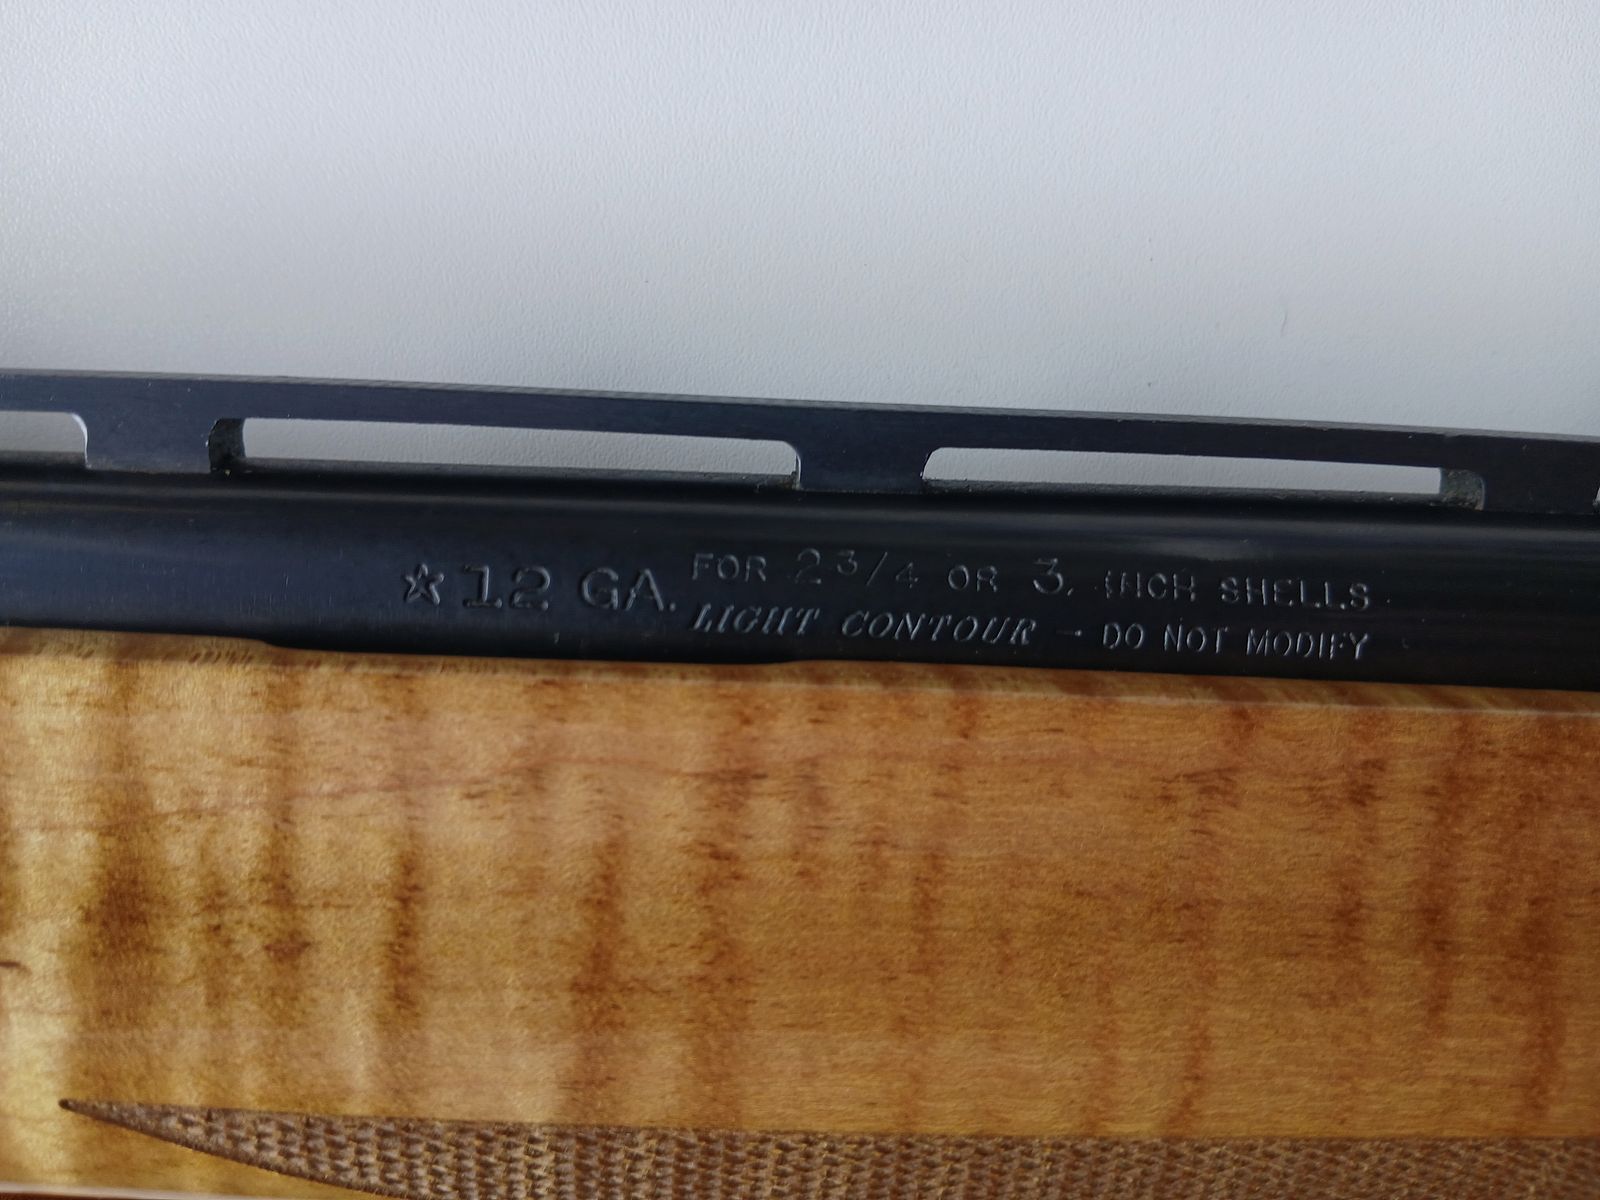 ☆12 GA. FOR 2 3/4 OR 3. INCH SHELLS
LIGHT CONTOUR - DO NOT MODIFY